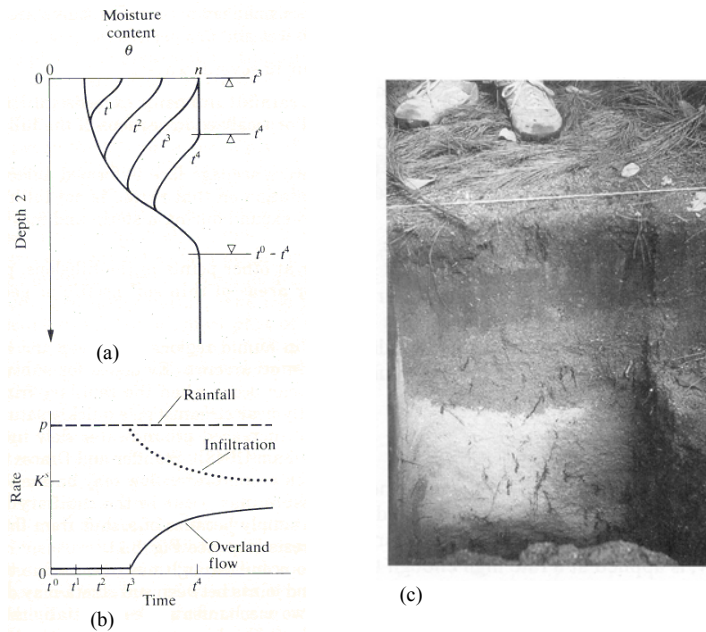 Moisture
content
θ
0
n
0
t³
t⁴
t⁰ - t⁴
t¹
t²
t³
t⁴
Depth 2
(a)
Rainfall
p
Infiltration
K*
Rate
Overland
flow
0
t⁰ t¹ t² t³ t⁴
Time
(b)
(c)